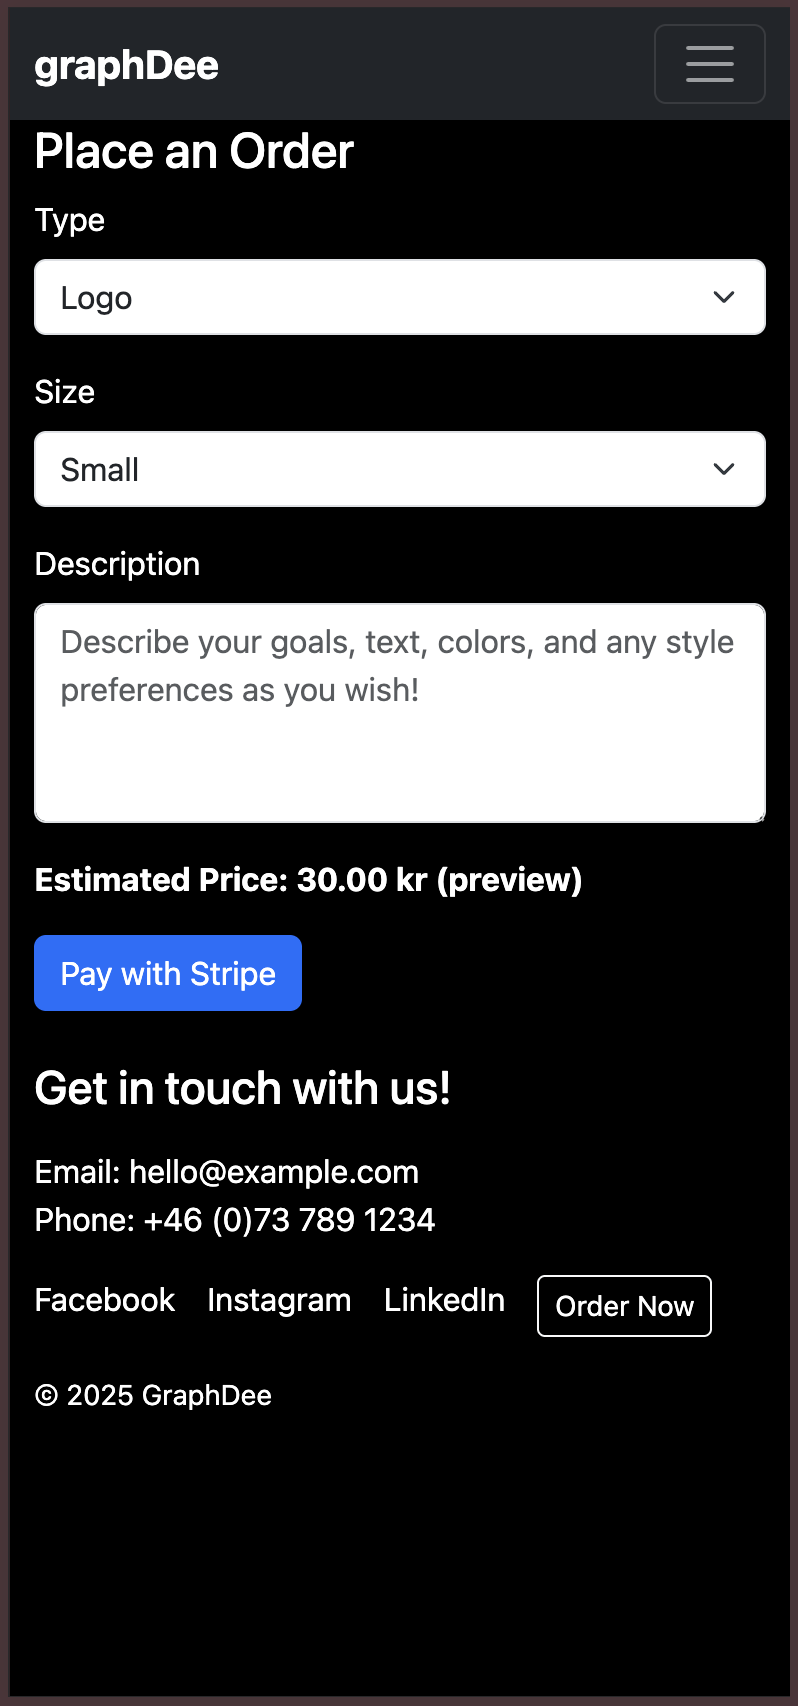 graphDee
Place an Order
Type
Logo
Size
Small
Description
Describe your goals, text, colors, and any style
preferences as you wish!
Estimated Price: 30.00 kr (preview)
Pay with Stripe
Get in touch with us!
Email: hello@example.com
Phone: +46 (0)73 789 1234
Facebook Instagram LinkedIn Order Now
© 2025 GraphDee